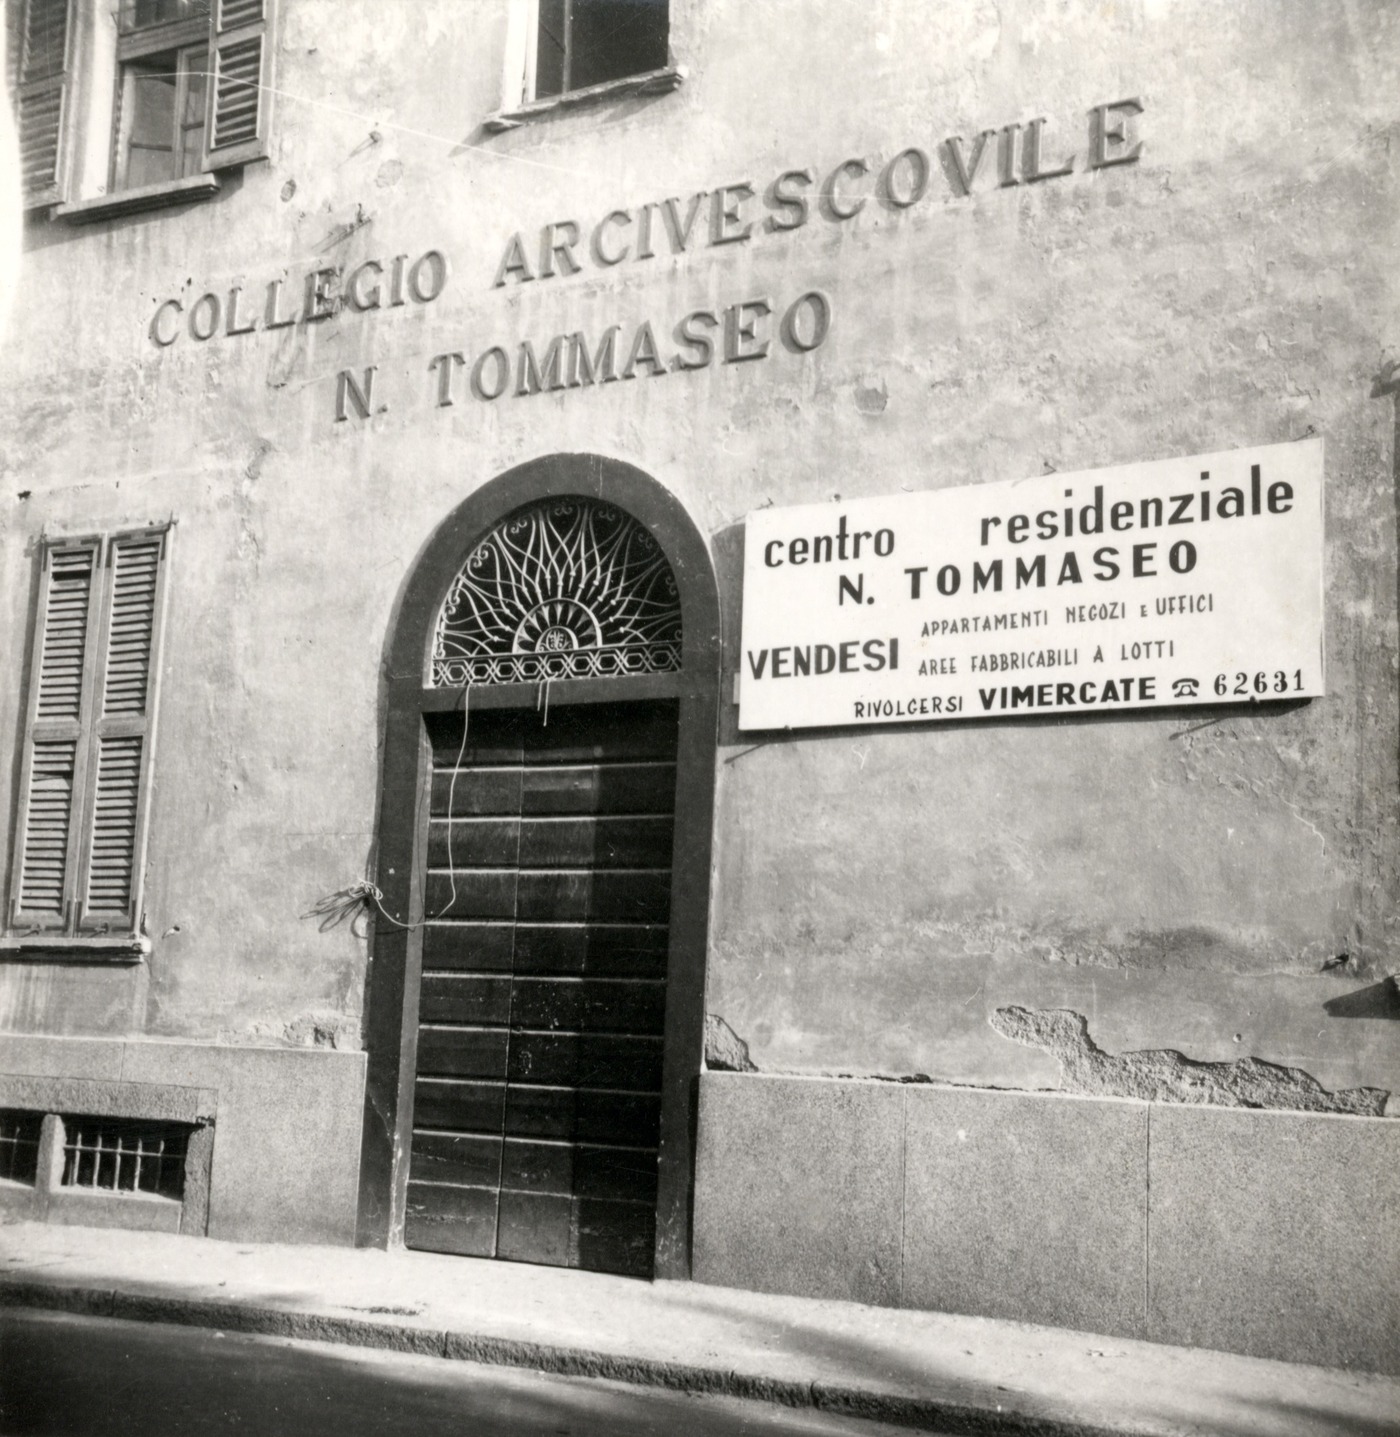 COLLEGIO ARCIVESCOVILE
N. TOMMASEO
centro residenziale
N. TOMMASEO
VENDESI APPARTAMENTI NEGOZI E UFFICI
AREE FABBRICABILI A LOTTI
RIVOLGERSI VIMERCATE ☎ 62631